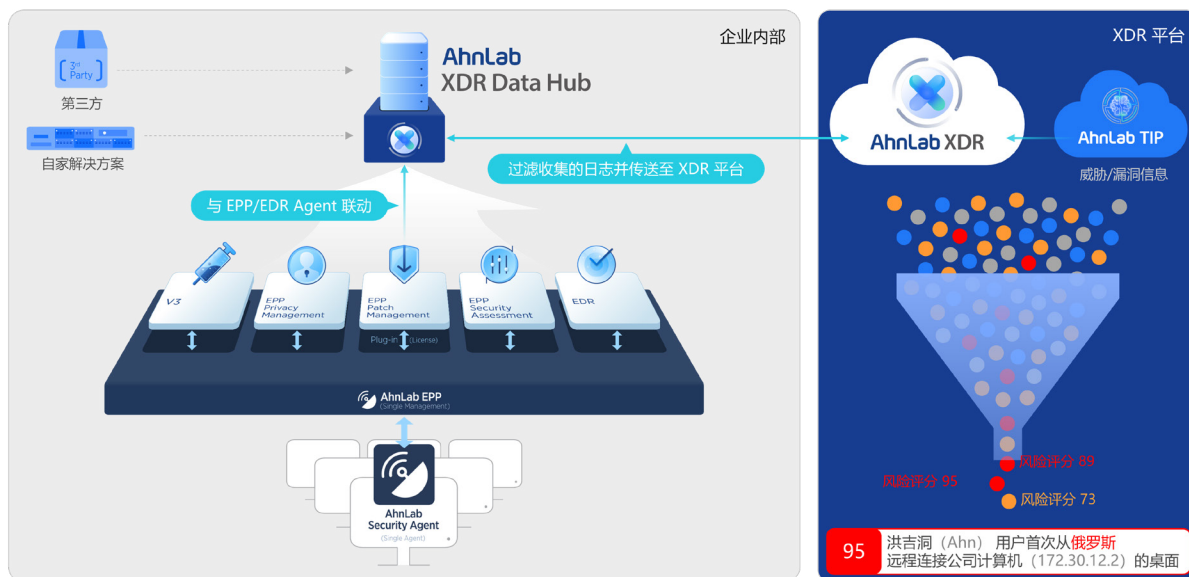 企业内部
3rd
Party
第三方
自家解决方案
AhnLab
XDR Data Hub
过滤收集的日志并传送至 XDR 平台
与 EPP/EDR Agent 联动
V3
EPP
Privacy
Management
EPP
Patch
Management
EPP
Security
Assessment
EDR
Plug-in (License)
AhnLab EPP
(Single Management)
AhnLab
Security Agent
(Single Agent)
XDR 平台
AhnLab XDR
AhnLab TIP
威胁/漏洞信息
风险评分 89
风险评分 95
风险评分 73
95
洪吉洞（Ahn） 用户首次从俄罗斯
远程连接公司计算机（172.30.12.2）的桌面